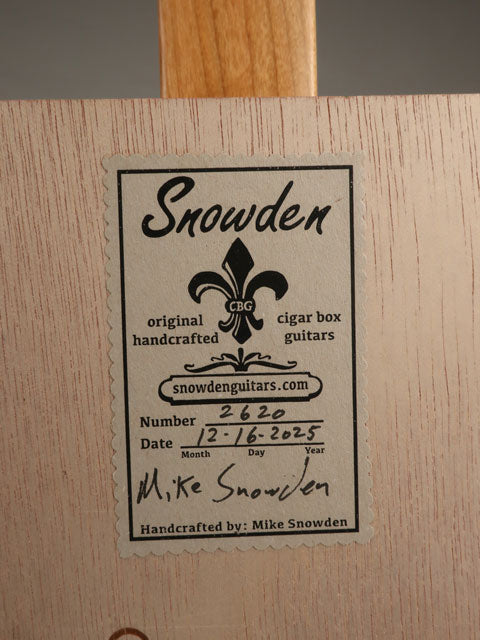 Snowden
CBG
original handcrafted
cigar box guitars
snowdenguitars.com
Number 2620
Date 12-16-2025
Month Day Year
Mike Snowden
Handcrafted by: Mike Snowden